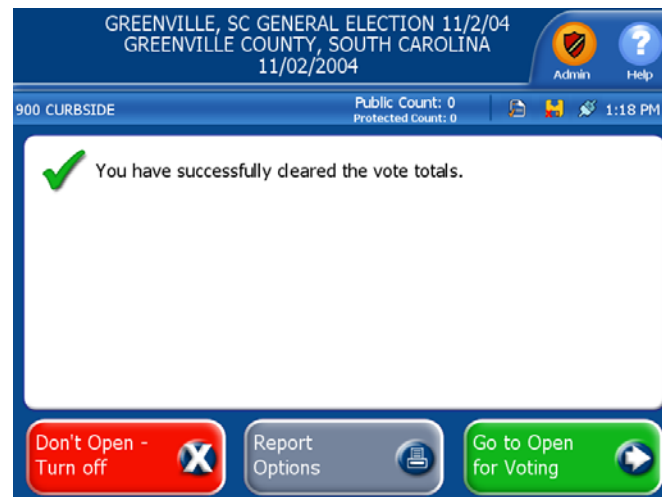 GREENVILLE, SC GENERAL ELECTION 11/2/04
GREENVILLE COUNTY, SOUTH CAROLINA
11/02/2004
Admin
Help
900 CURBSIDE
Public Count: 0
Protected Count: 0
1:18 PM
You have successfully cleared the vote totals.
Don't Open -
Turn off
Report
Options
Go to Open
for Voting